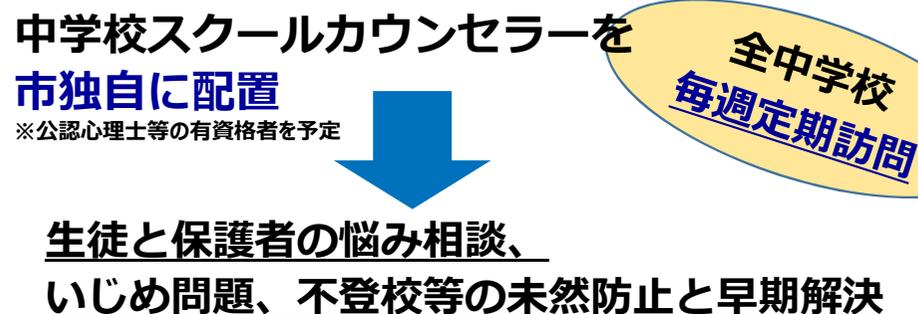 中学校スクールカウンセラーを
市独自に配置
※公認心理士等の有資格者を予定
全中学校
毎週定期訪問
生徒と保護者の悩み相談、
いじめ問題、不登校等の未然防止と早期解決